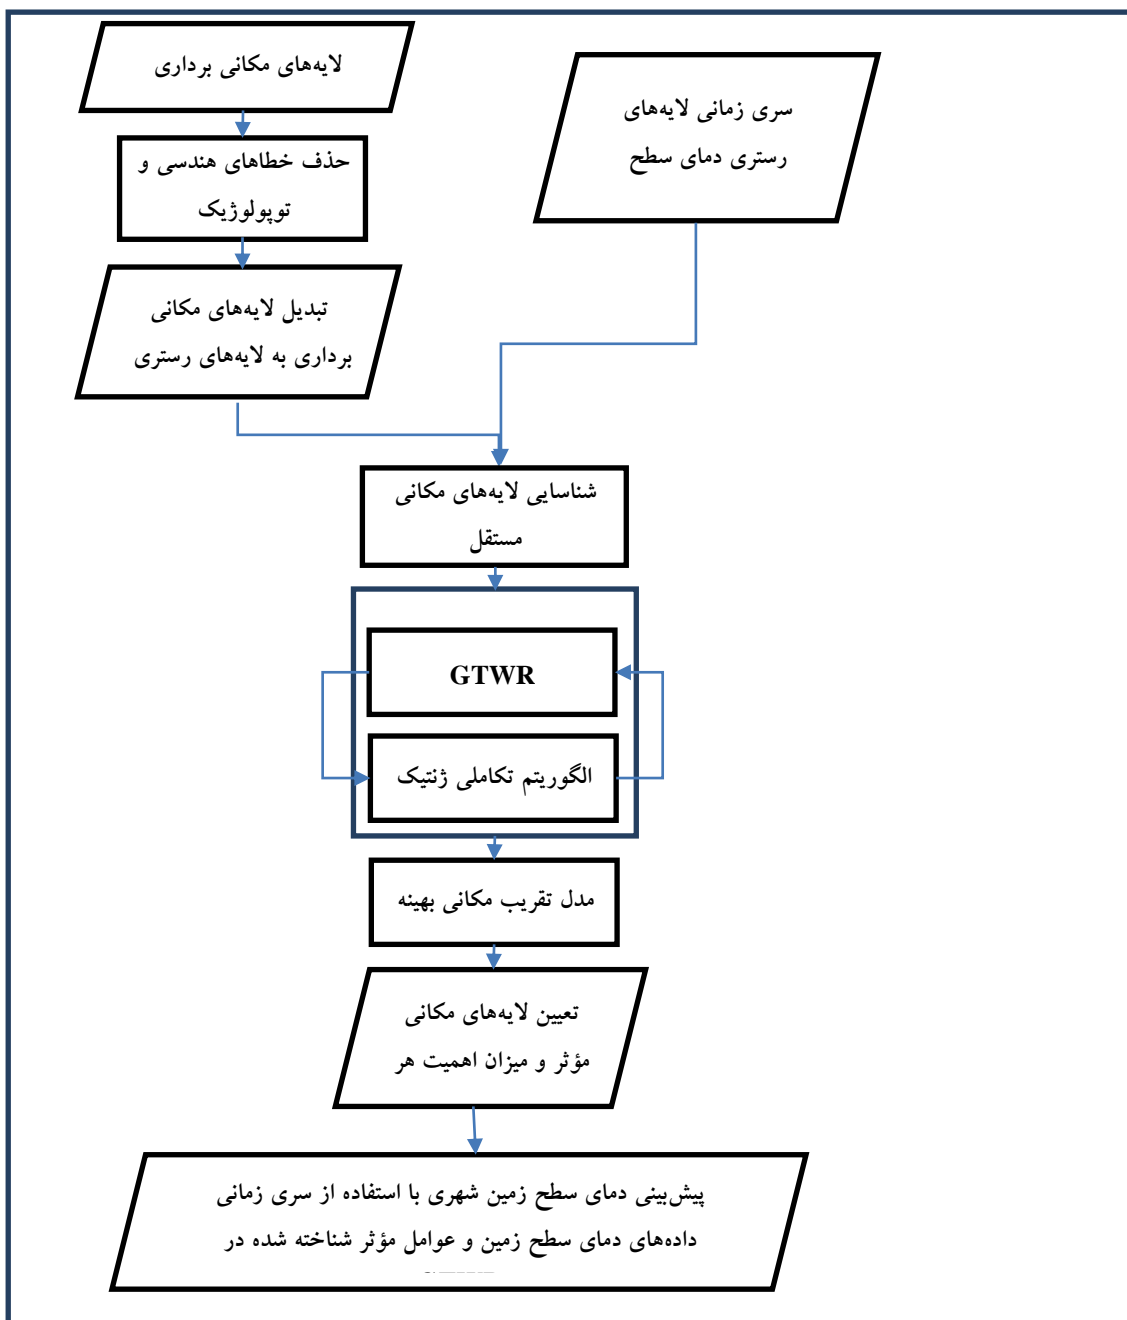 لایه‌های مکانی برداری
سری زمانی لایه‌های
رستری دمای سطح
حذف خطاهای هندسی و
توپولوژیک
تبدیل لایه‌های مکانی
برداری به لایه‌های رستری
شناسایی لایه‌های مکانی
مستقل
GTWR
الگوریتم تکاملی ژنتیک
مدل تقریب مکانی بهینه
تعیین لایه‌های مکانی
مؤثر و میزان اهمیت هر
پیش‌بینی دمای سطح زمین شهری با استفاده از سری زمانی
داده‌های دمای سطح زمین و عوامل مؤثر شناخته شده در